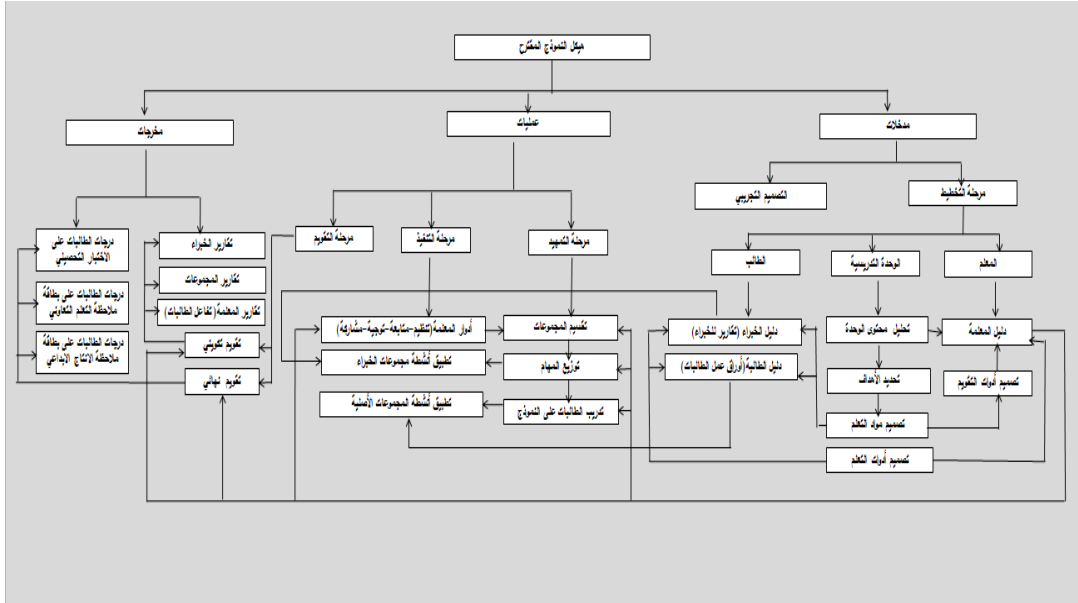 هيكل النموذج المقترح
مدخلات
عمليات
مخرجات
مرحلة التخطيط
التصميم التجريبي
المعلم
الوحدة التدريسية
الطالب
دليل المعلمة
تحليل محتوى الوحدة
تحديد الأهداف
تصميم مواد التعلم
تصميم أدوات التقويم
تصميم أدوات التعلم
دليل الخبراء (تقارير للخبراء)
دليل الطالبة(أوراق عمل الطالبات)
مرحلة التمهيد
مرحلة التنفيذ
مرحلة التقويم
تقسيم المجموعات
توزيع المهام
تدريب الطالبات على النموذج
أدوار المعلمة(تنظيم-متابعة-توجية-مشاركة)
تطبيق أنشطة مجموعات الخبراء
تطبيق أنشطة المجموعات الأصلية
تقارير الخبراء
تقارير المجموعات
تقارير المعلمة(تفاعل الطالبات)
تقويم تكويني
تقويم نهائي
درجات الطالبات على
الاختبار التحصيلي
درجات الطالبات على بطاقة
ملاحظة التعلم التعاوني
درجات الطالبات على بطاقة
ملاحظة الانتاج الإبداعي